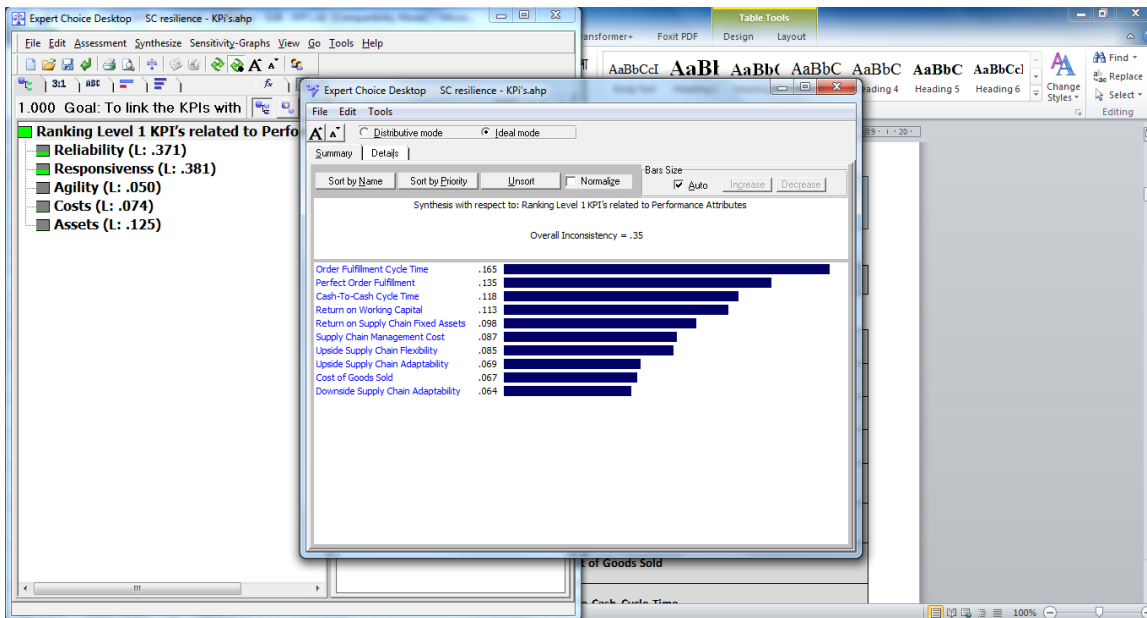 Expert Choice Desktop SC resilience - KPi's.ahp
File Edit Assessment Synthesize Sensitivity-Graphs View Go Tools Help
3:1 ABC
1.000 Goal: To link the KPIs with
Ranking Level 1 KPI's related to Perfo
Reliability (L: .371)
Responsivenss (L: .381)
Agility (L: .050)
Costs (L: .074)
Assets (L: .125)
Table Tools
ansformer+ Foxit PDF Design Layout
AaBbCcI AaBl AaBb( AaBbC AaBbC AaBbC AaBbCcl
eading 4 Heading 5 Heading 6
Change Styles
Find
Replace
Select
Editing
Expert Choice Desktop SC resilience - KPi's.ahp
File Edit Tools
Distributive mode Ideal mode
Summary Details
Sort by Name Sort by Priority Unsort Normalize
Bars Size
Auto Increase Decrease
Synthesis with respect to: Ranking Level 1 KPI's related to Performance Attributes
Overall Inconsistency = .35
Order Fulfillment Cycle Time .165
Perfect Order Fulfilment .135
Cash-To-Cash Cycle Time .118
Return on Working Capital .113
Return on Supply Chain Fixed Assets .098
Supply Chain Management Cost .087
Upside Supply Chain Flexibility .085
Upside Supply Chain Adaptability .069
Cost of Goods Sold .067
Downside Supply Chain Adaptability .064
t of Goods Sold
100%